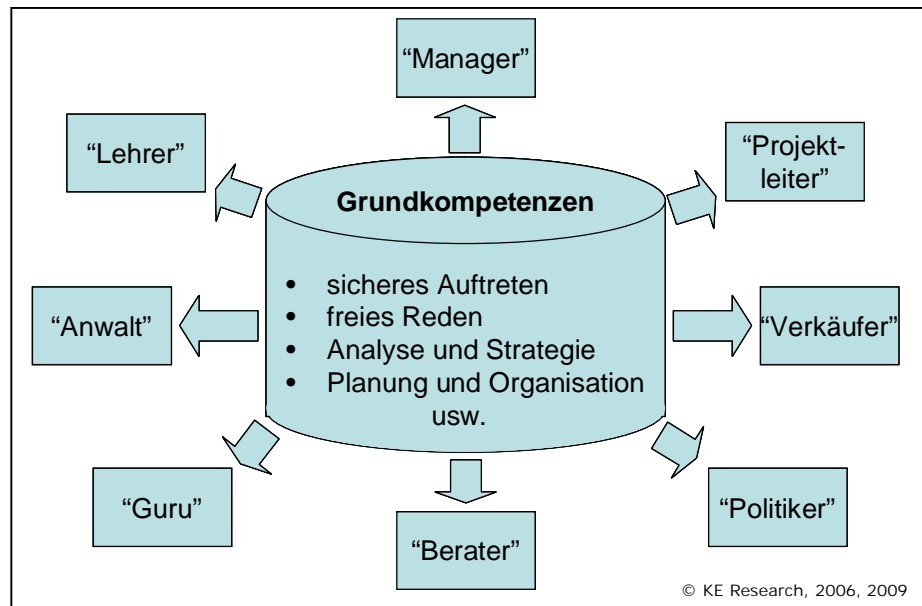 “Manager”
“Lehrer”
“Projekt-
leiter”
Grundkompetenzen
• sicheres Auftreten
• freies Reden
• Analyse und Strategie
• Planung und Organisation
usw.
“Anwalt”
“Verkäufer”
“Guru”
“Berater”
“Politiker”
© KE Research, 2006, 2009